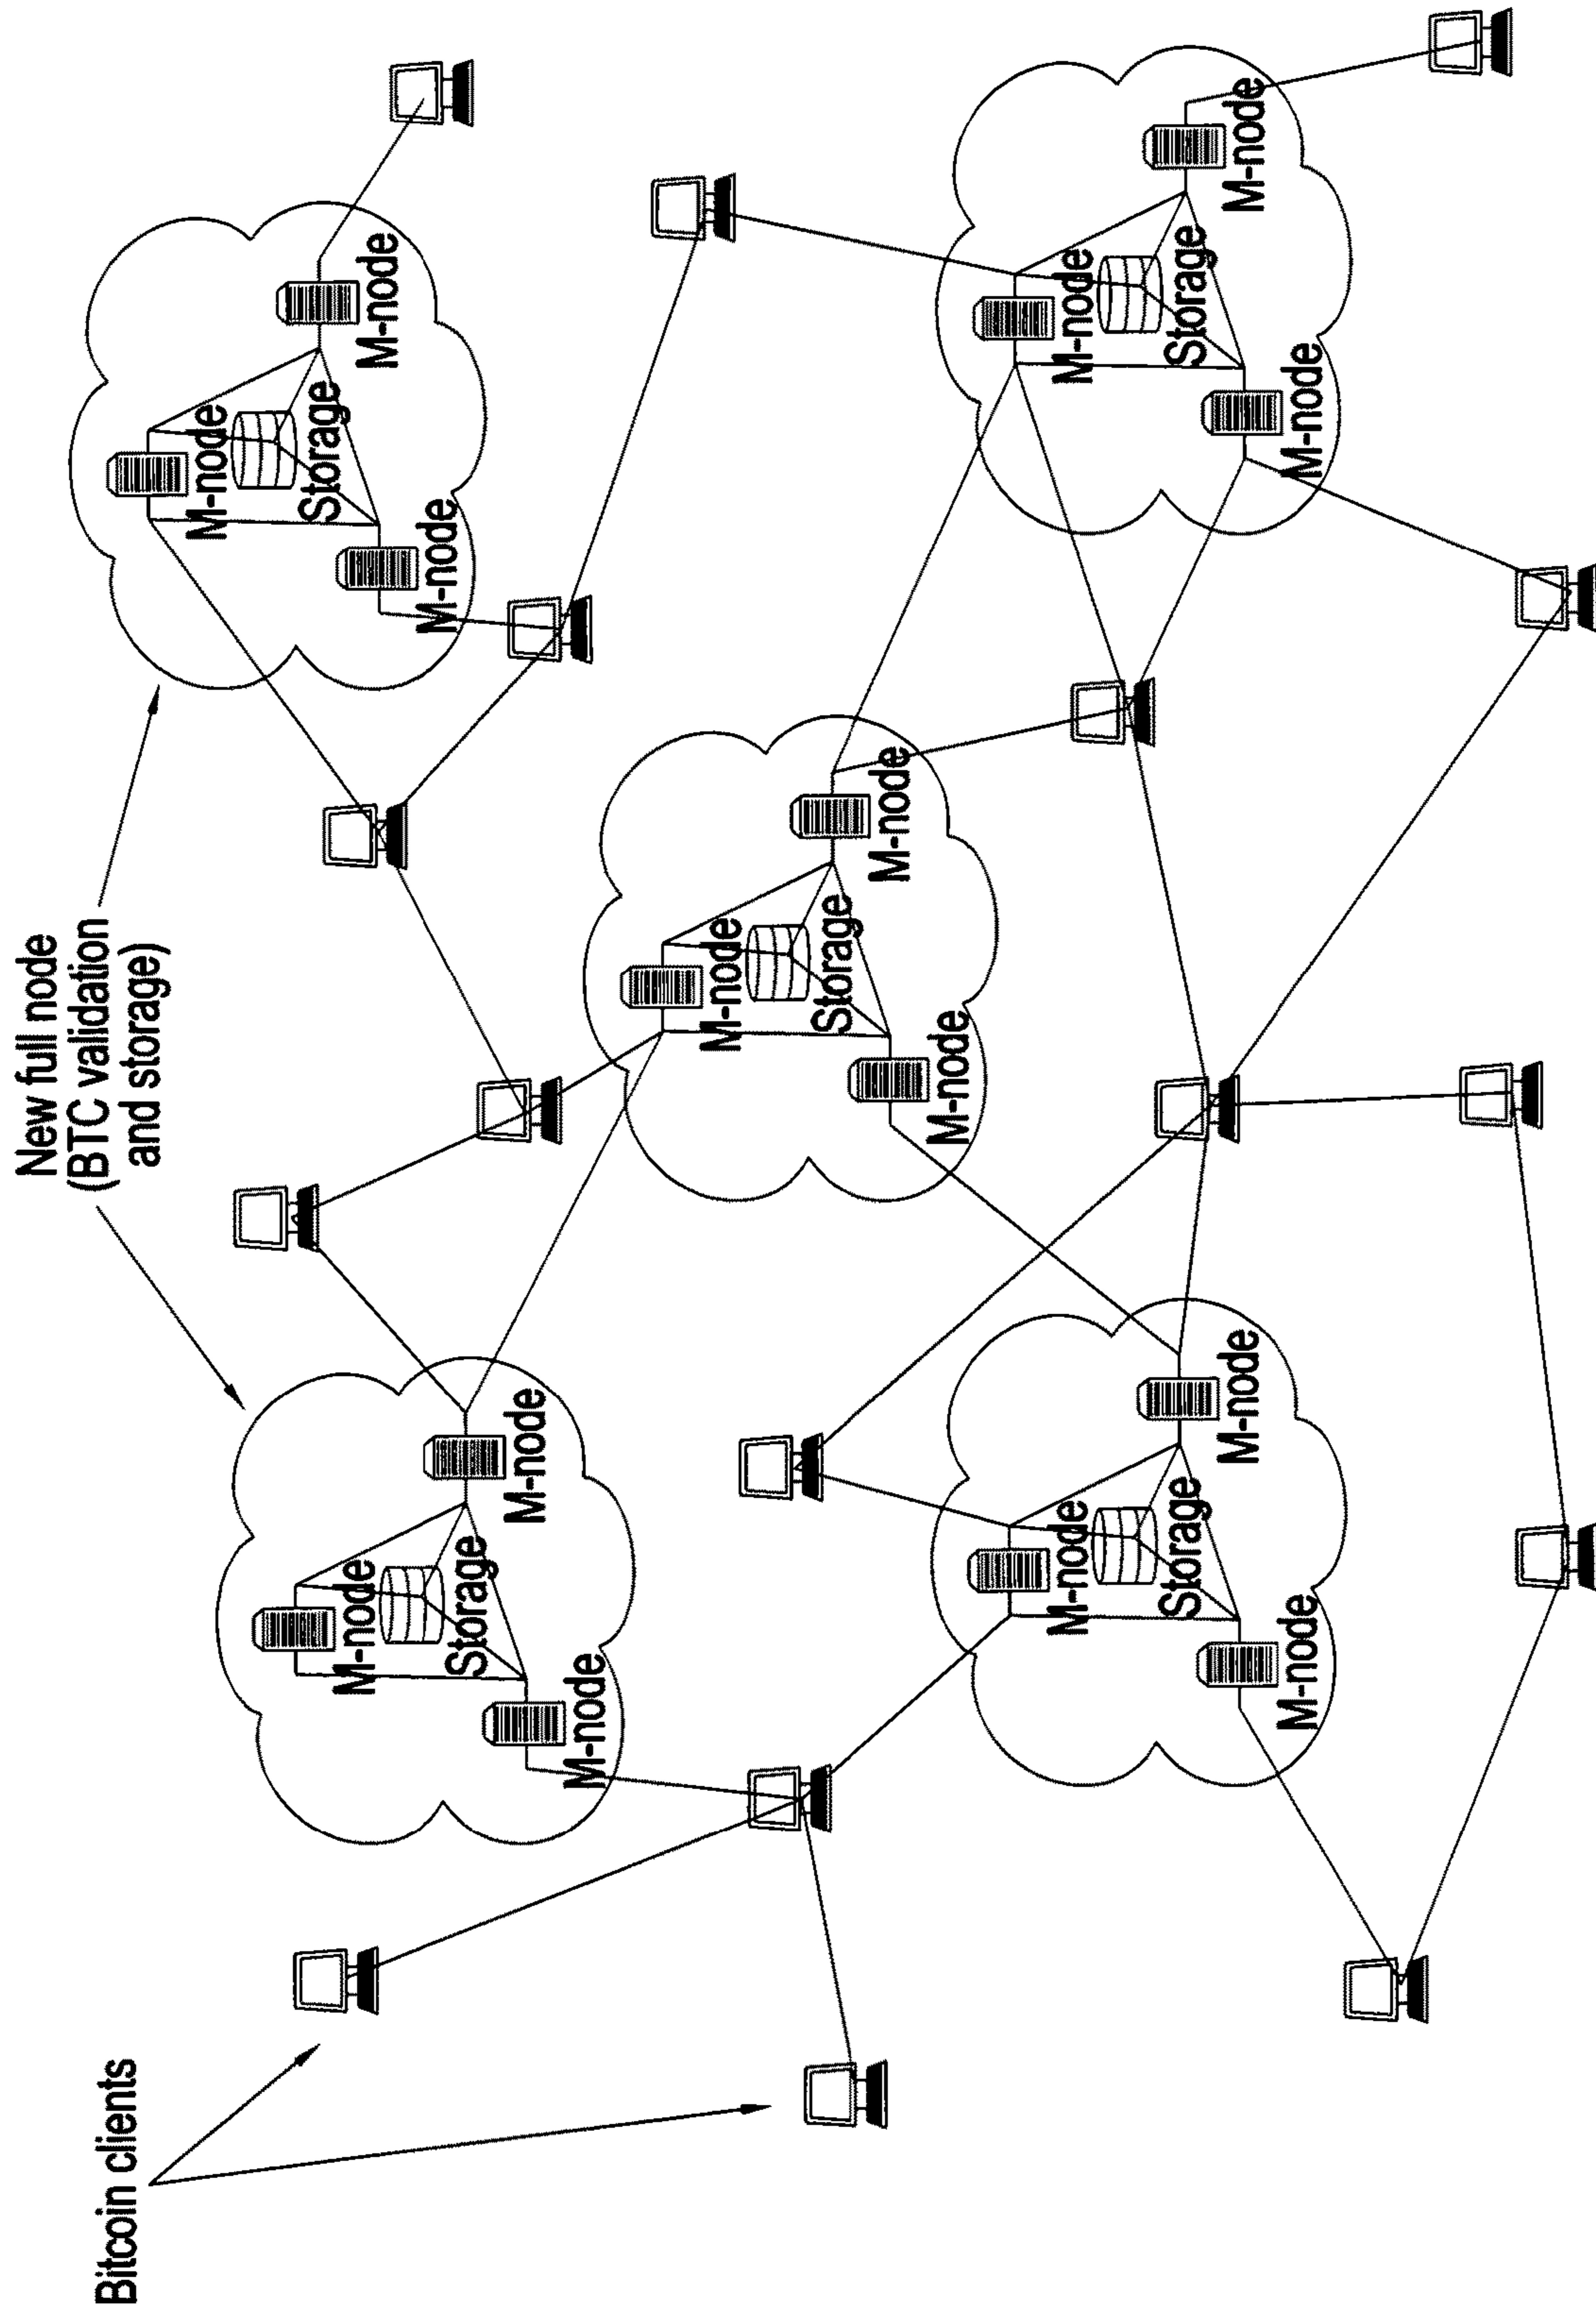 Bitcoin clients
New full node
(BTC validation
and storage)
M-node
Storage
M-node
M-node
M-node
Storage
M-node
M-node
M-node
Storage
M-node
M-node
M-node
Storage
M-node
M-node
M-node
Storage
M-node
M-node